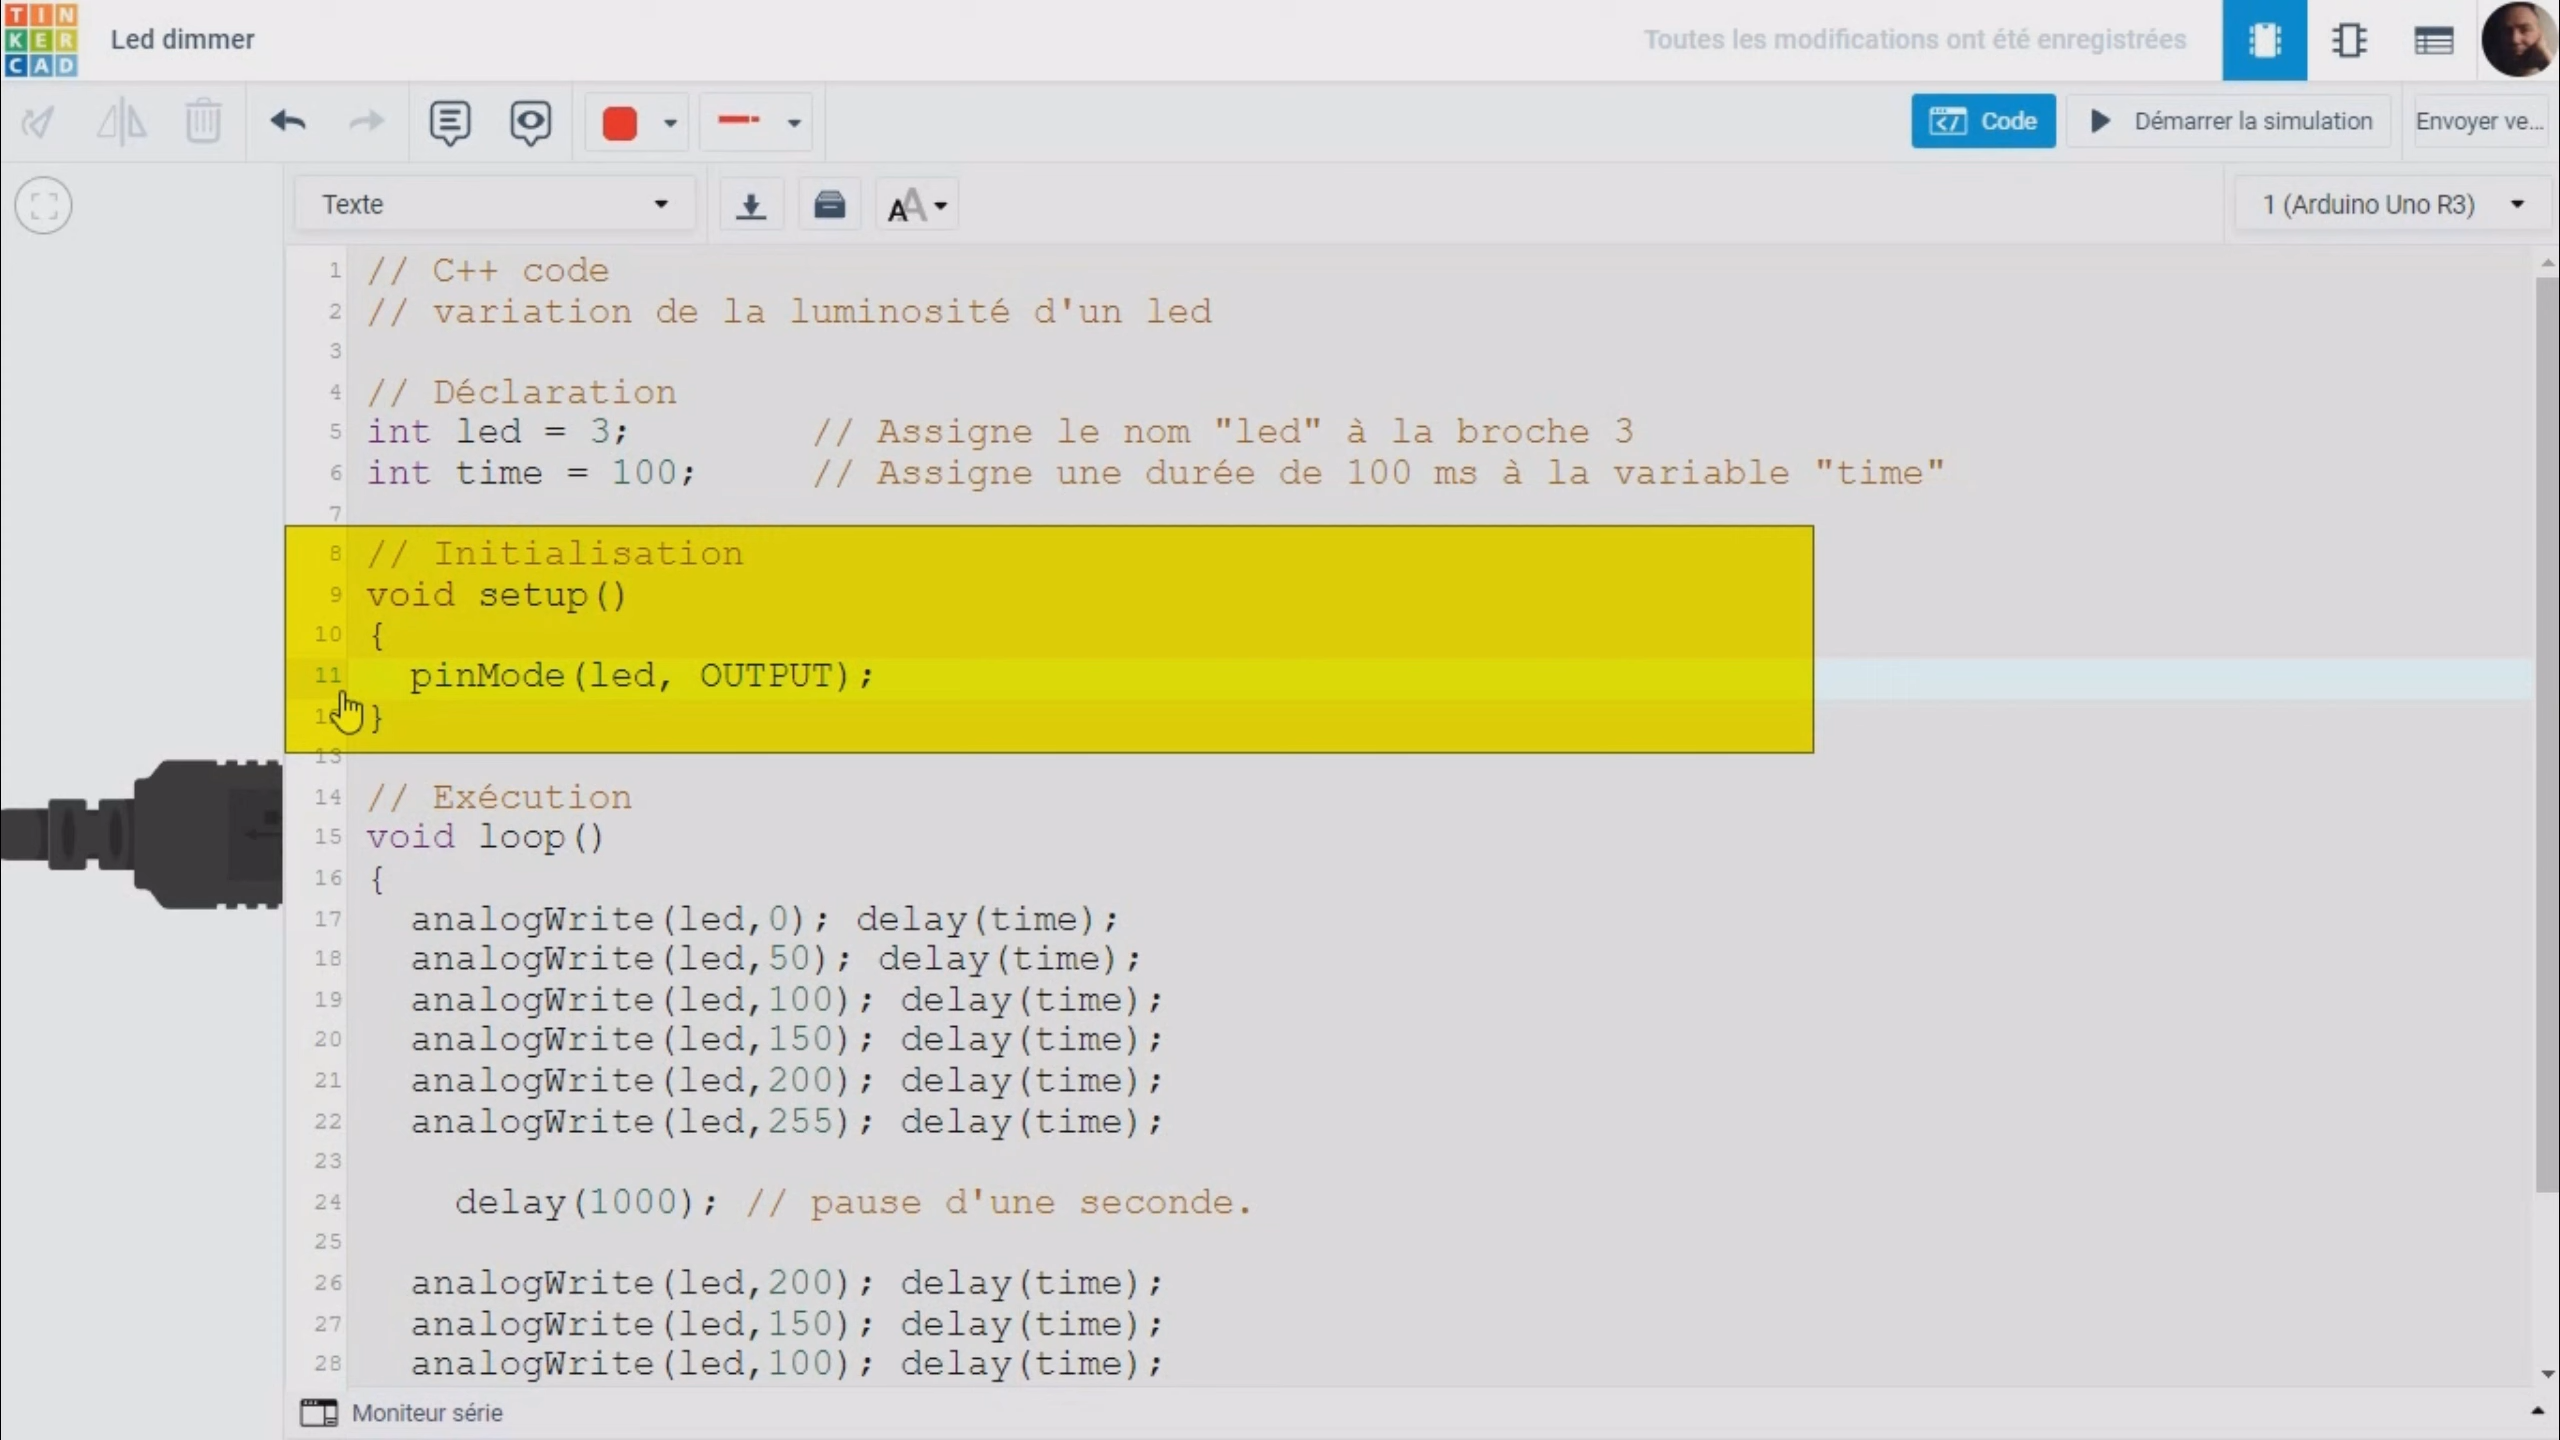 TIN
KER
CAD
Led dimmer
Toutes les modifications ont été enregistrées
Code
Démarrer la simulation
Envoyer ve...
Texte
AA
1 (Arduino Uno R3)
1 // C++ code
2 // variation de la luminosité d'un led
3
4 // Déclaration
5 int led = 3; // Assigne le nom "led" à la broche 3
6 int time = 100; // Assigne une durée de 100 ms à la variable "time"
7
8 // Initialisation
9 void setup()
10 {
11 pinMode(led, OUTPUT);
}
13
14 // Exécution
15 void loop()
16 {
17 analogWrite(led,0); delay(time);
18 analogWrite(led,50); delay(time);
19 analogWrite(led,100); delay(time);
20 analogWrite(led,150); delay(time);
21 analogWrite(led,200); delay(time);
22 analogWrite(led,255); delay(time);
23
24 delay(1000); // pause d'une seconde.
25
26 analogWrite(led,200); delay(time);
27 analogWrite(led,150); delay(time);
28 analogWrite(led,100); delay(time);
Moniteur série